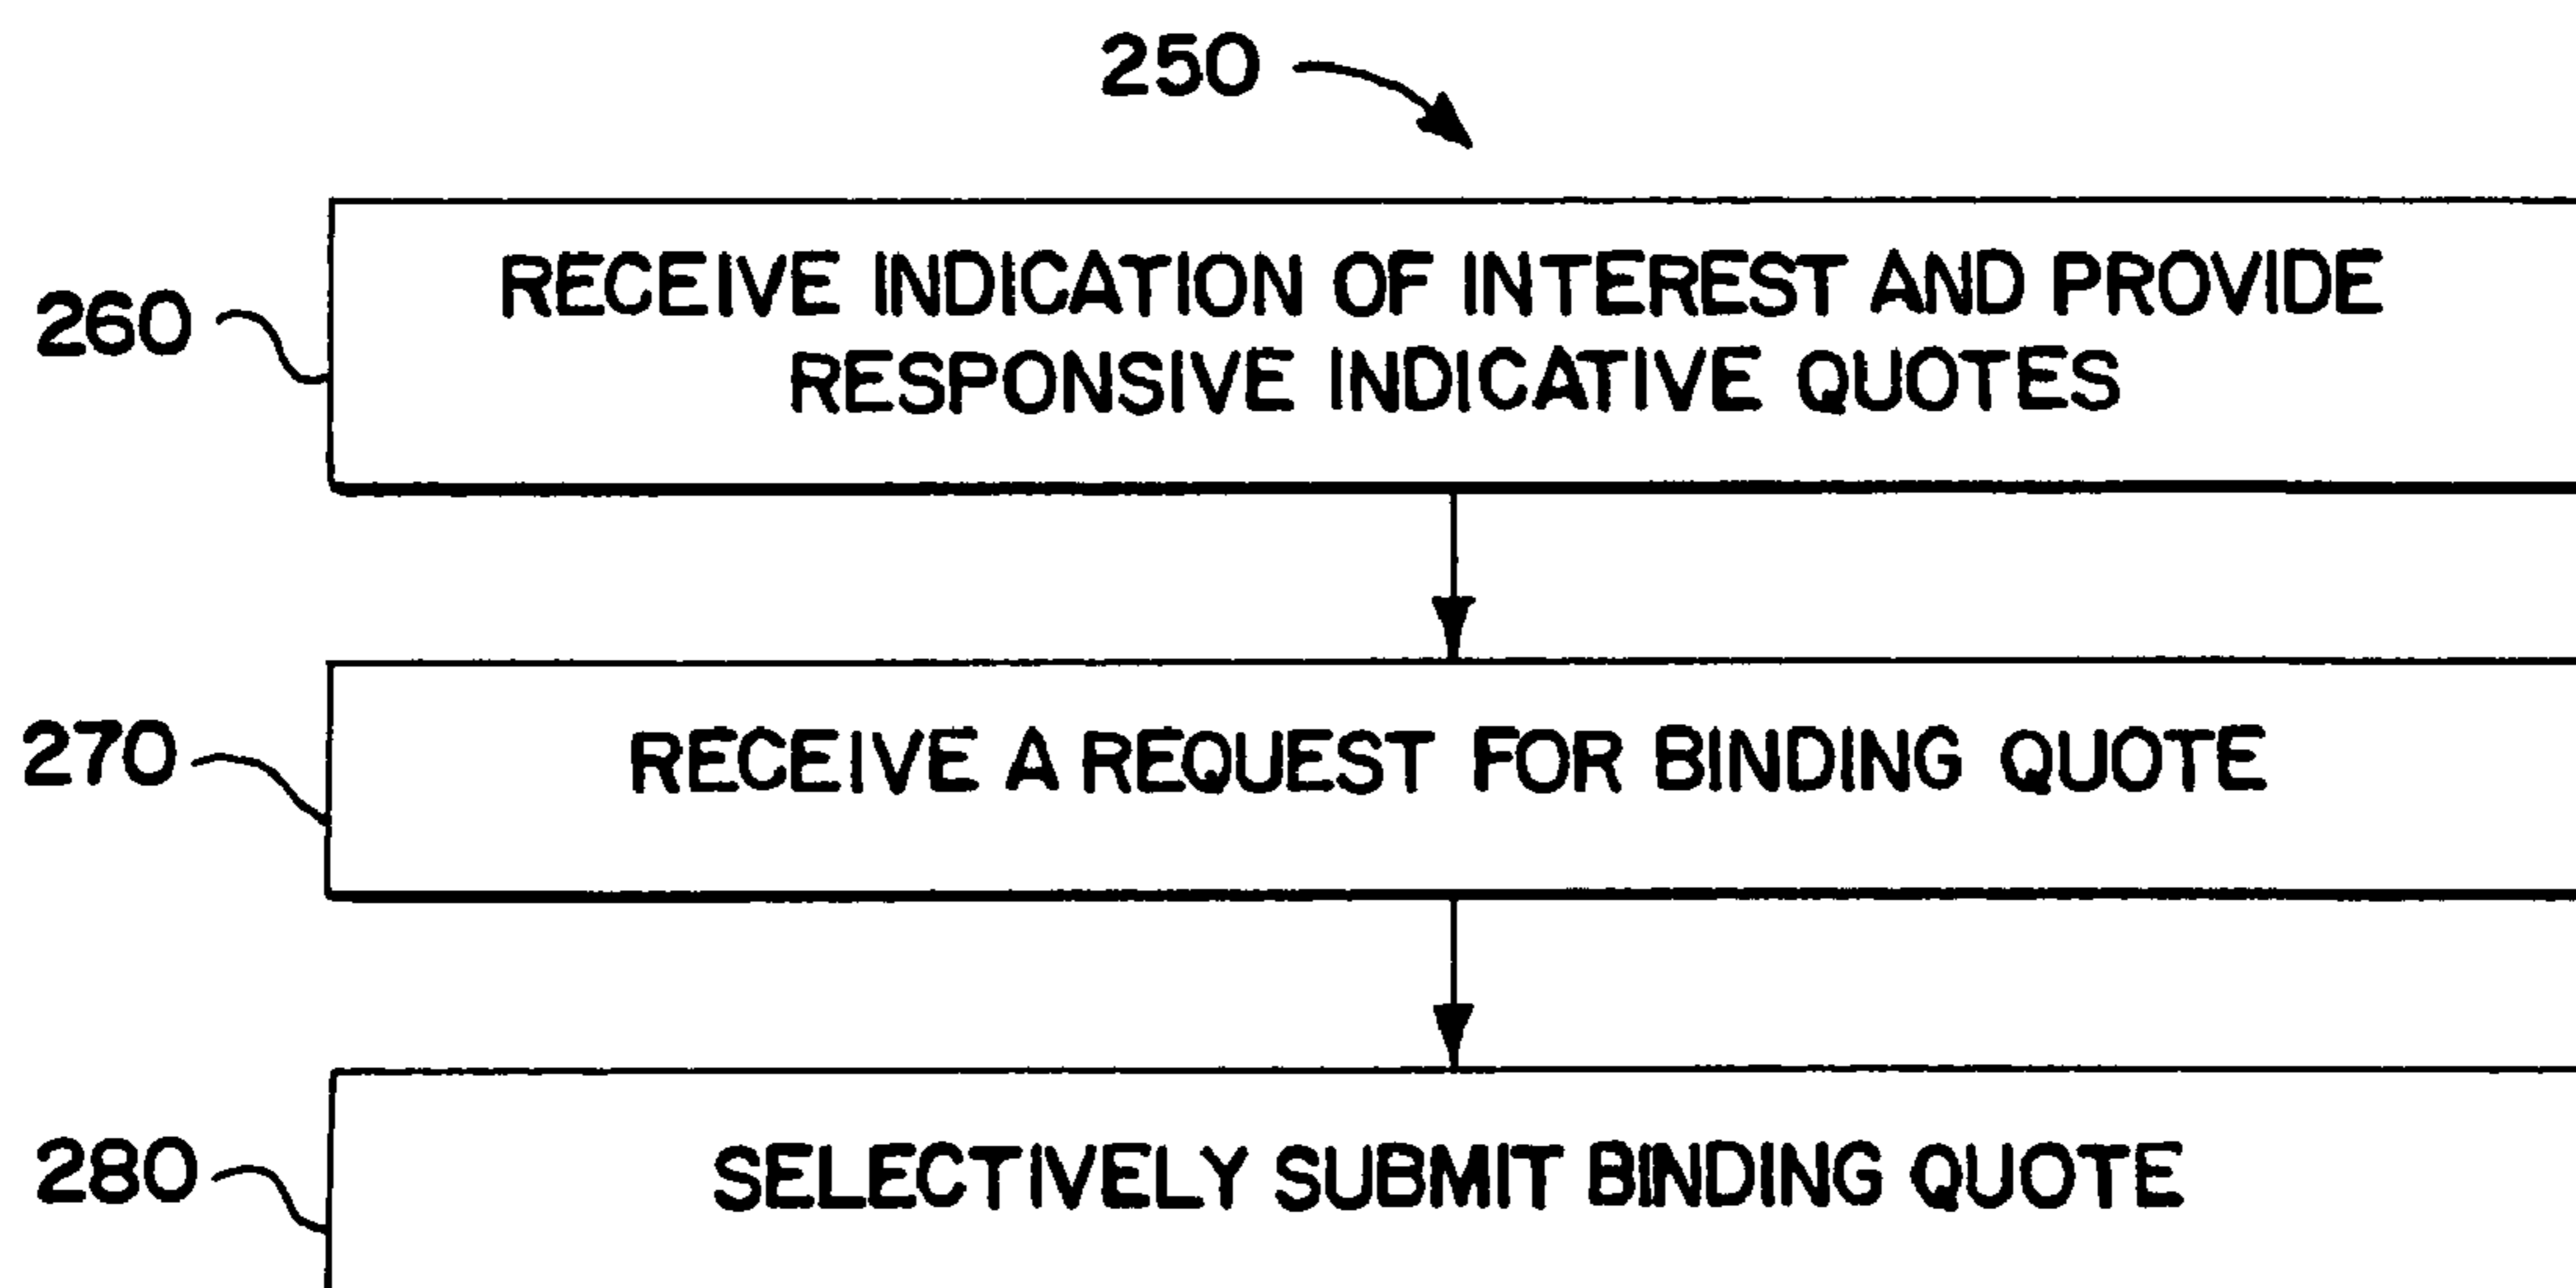 250
260
RECEIVE INDICATION OF INTEREST AND PROVIDE
RESPONSIVE INDICATIVE QUOTES
270
RECEIVE A REQUEST FOR BINDING QUOTE
280
SELECTIVELY SUBMIT BINDING QUOTE